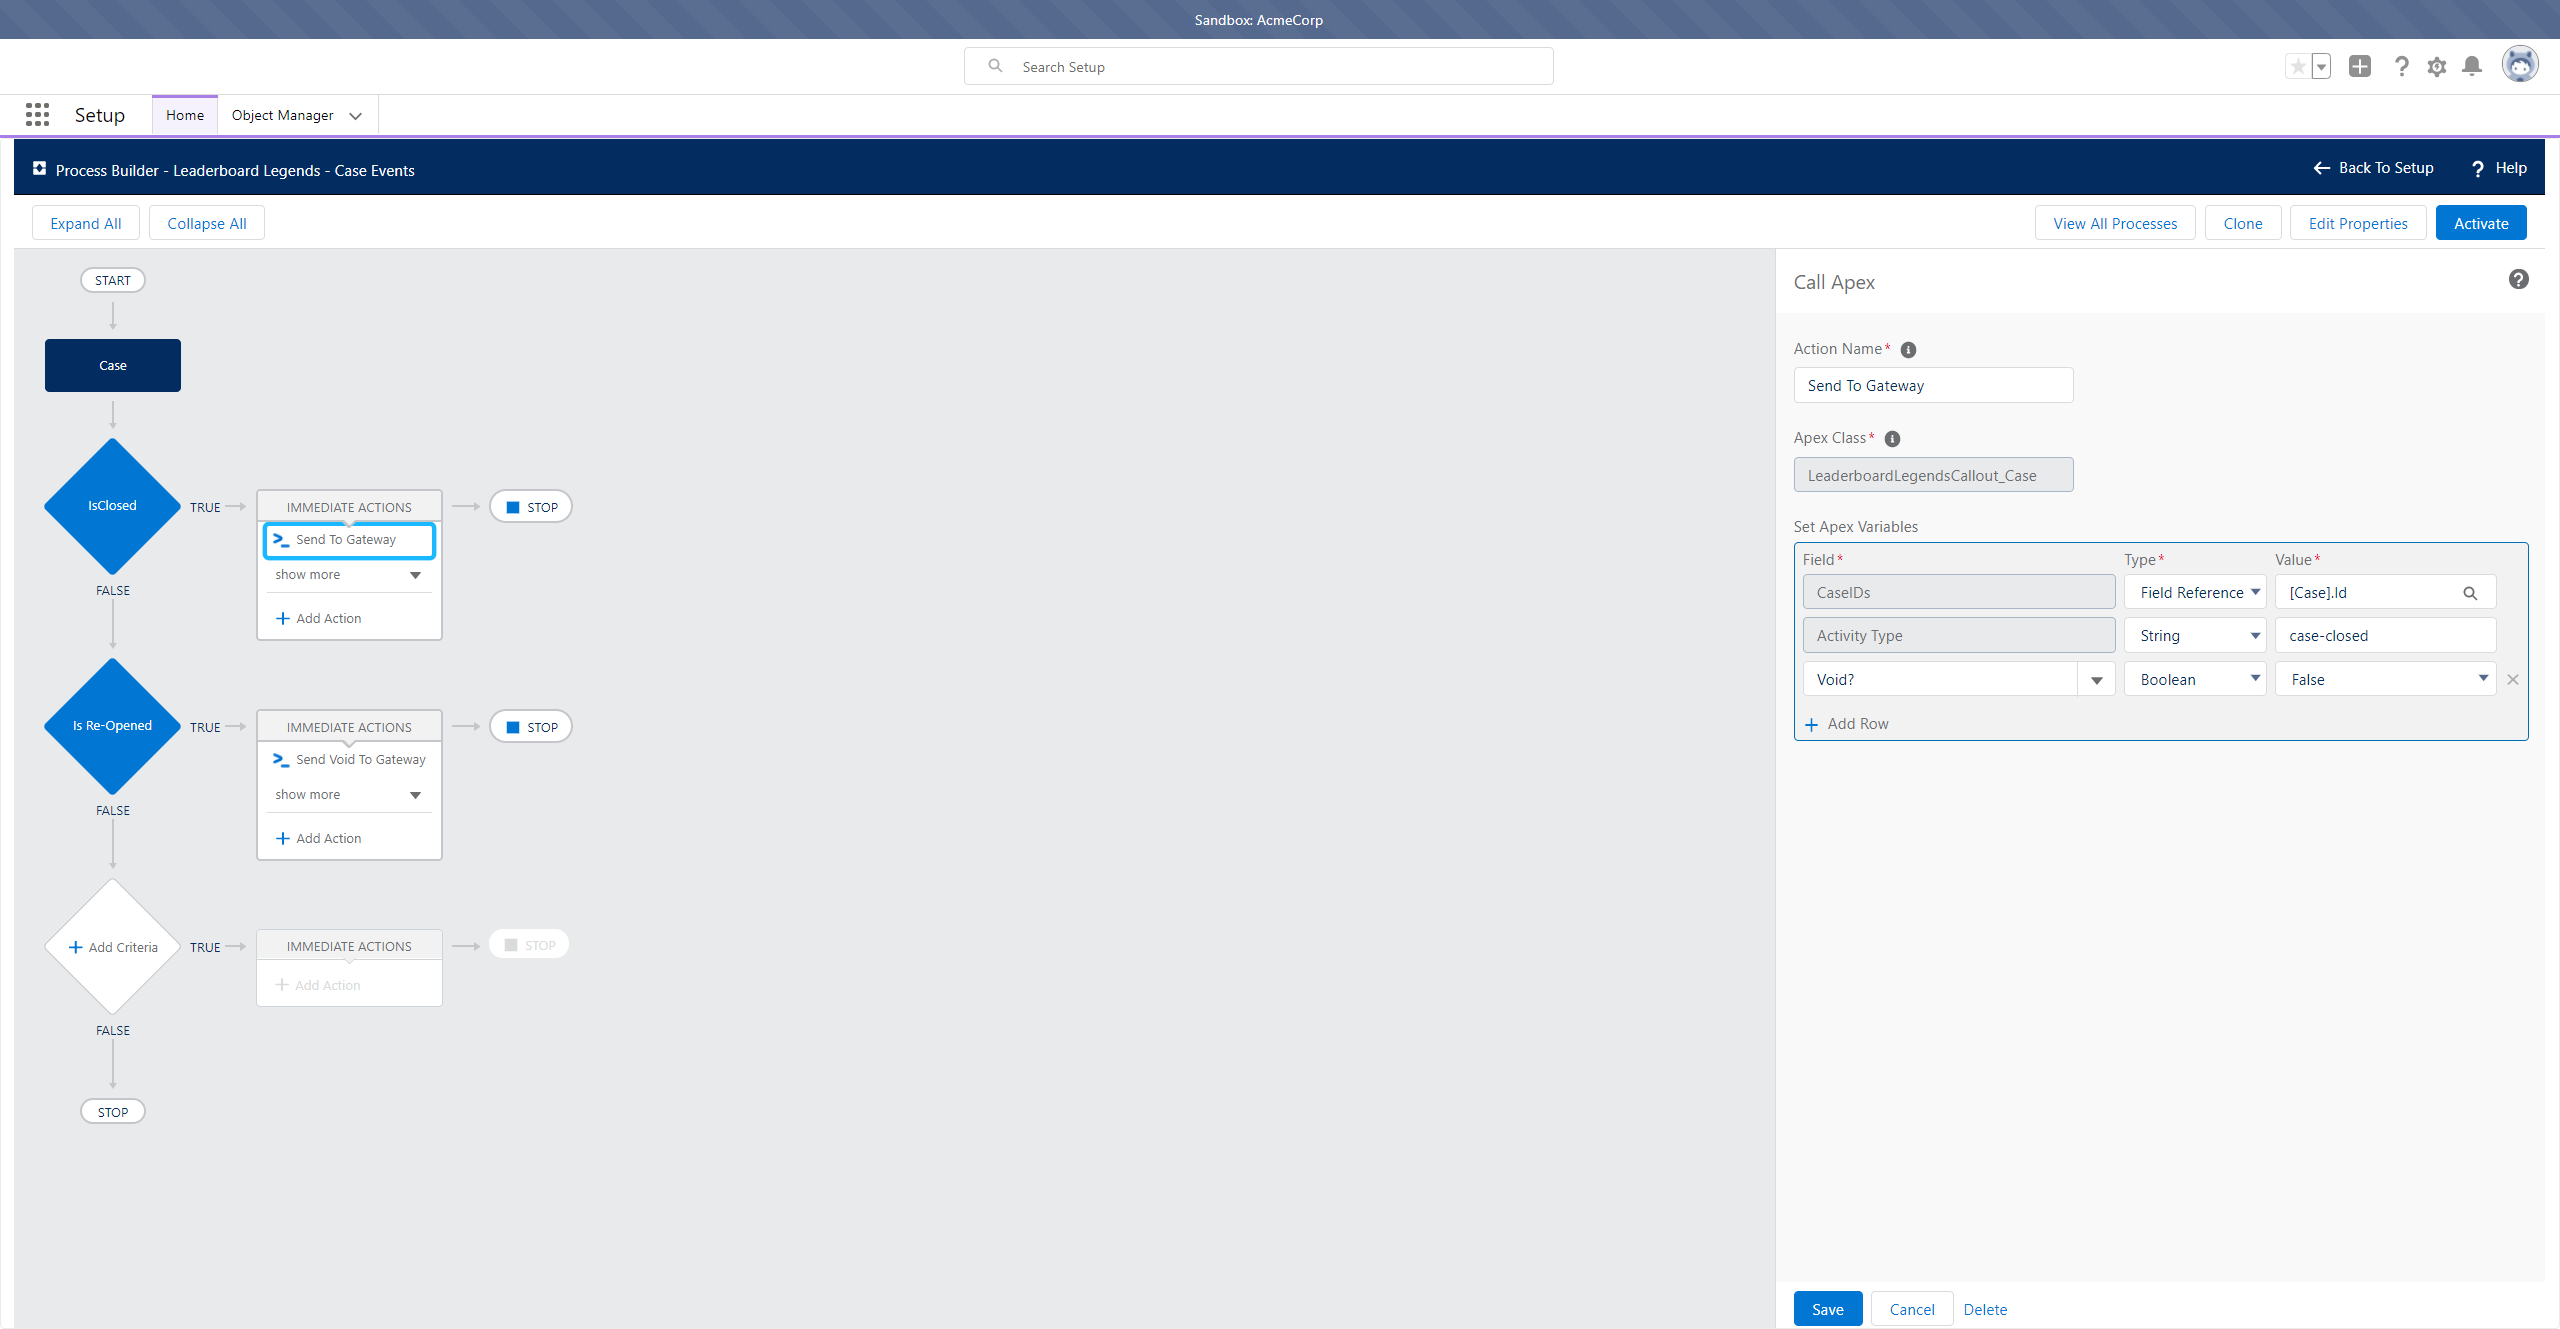 Sandbox: AcmeCorp
Search Setup
Setup
Home
Object Manager
Process Builder - Leaderboard Legends - Case Events
Back To Setup
? Help
Expand All
Collapse All
View All Processes
Clone
Edit Properties
Activate
START
Case
IsClosed
TRUE
IMMEDIATE ACTIONS
Send To Gateway
show more
Add Action
STOP
FALSE
Is Re-Opened
TRUE
IMMEDIATE ACTIONS
Send Void To Gateway
show more
Add Action
STOP
FALSE
Add Criteria
TRUE
IMMEDIATE ACTIONS
Add Action
STOP
FALSE
STOP
Call Apex
Action Name*
Send To Gateway
Apex Class*
LeaderboardLegendsCallout_Case
Set Apex Variables
Field* Type* Value*
CaseIDs Field Reference [Case].Id
Activity Type String case-closed
Void? Boolean False
Add Row
Save
Cancel
Delete